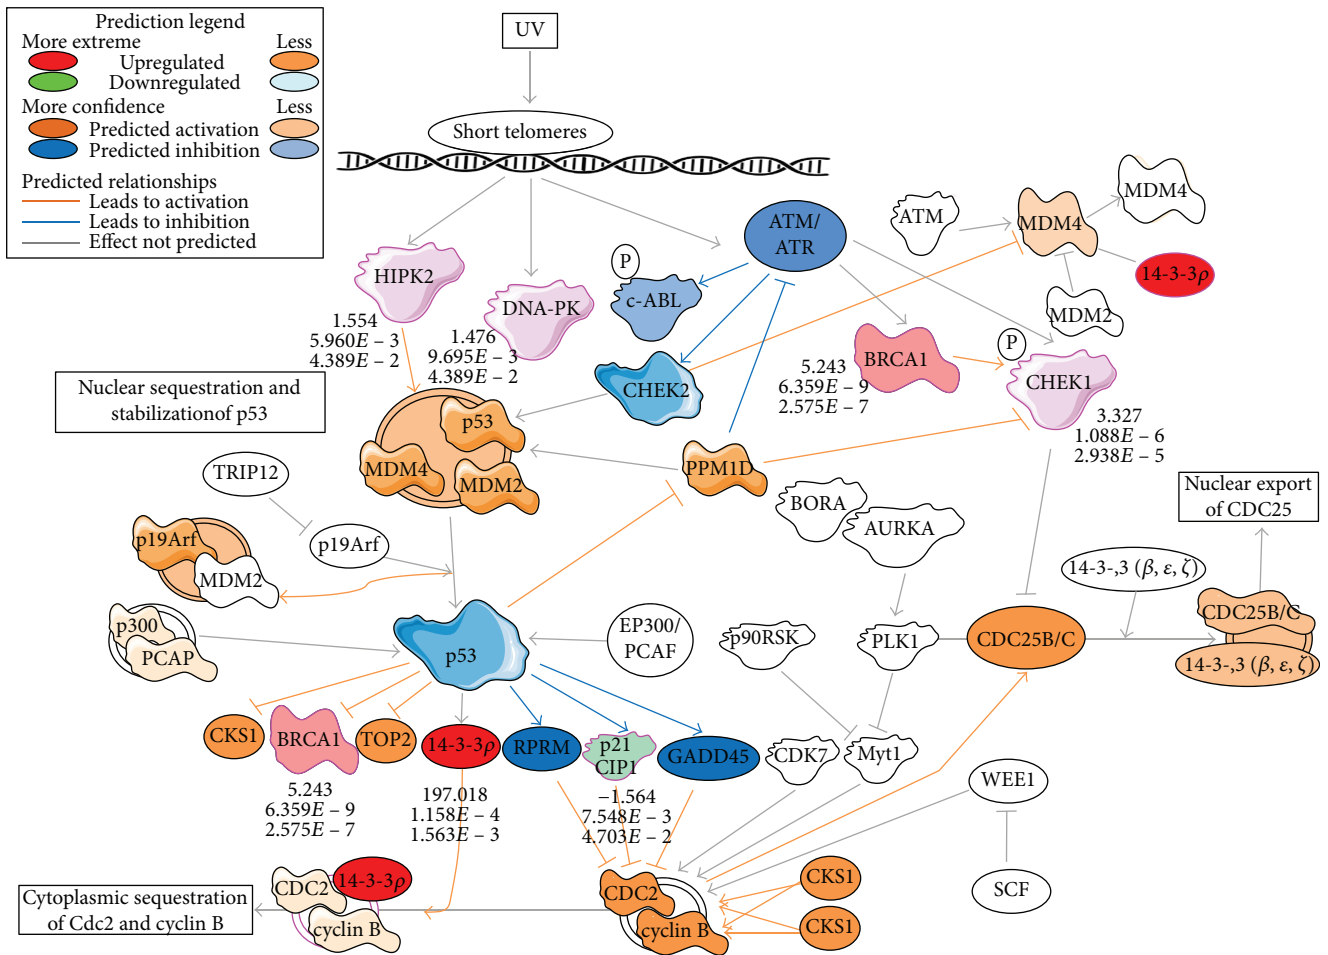 Prediction legend
More extreme Less
Upregulated
Downregulated
More confidence Less
Predicted activation
Predicted inhibition
Predicted relationships
Leads to activation
Leads to inhibition
Effect not predicted
UV
Short telomeres
HIPK2
1.554
5.960E – 3
4.389E – 2
DNA-PK
1.476
9.695E – 3
4.389E – 2
P
c-ABL
ATM/
ATR
ATM
MDM4
MDM4
14-3-3ρ
MDM2
CHEK2
BRCA1
5.243
6.359E – 9
2.575E – 7
P
CHEK1
3.327
1.088E – 6
2.938E – 5
Nuclear sequestration and
stabilizationof p53
p53
MDM4
MDM2
PPM1D
TRIP12
p19Arf
p19Arf
MDM2
p300
PCAP
BORA
AURKA
Nuclear export
of CDC25
14-3-,3 (β, ε, ζ)
p53
EP300/
PCAF
p90RSK
PLK1
CDC25B/C
CDC25B/C
14-3-,3 (β, ε, ζ)
CKS1
BRCA1
5.243
6.359E – 9
2.575E – 7
TOP2
14-3-3ρ
197.018
1.158E – 4
1.563E – 3
RPRM
p21
CIP1
–1.564
7.548E – 3
4.703E – 2
GADD45
CDK7
Myt1
WEE1
SCF
Cytoplasmic sequestration
of Cdc2 and cyclin B
CDC2
14-3-3ρ
cyclin B
CDC2
cyclin B
CKS1
CKS1